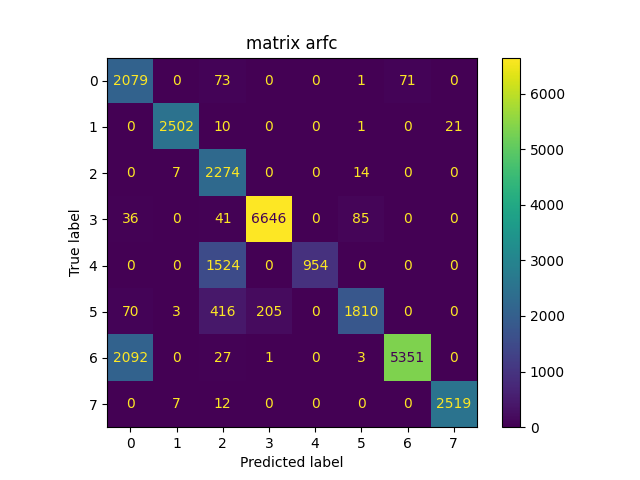 matrix arfc
0 2079 0 73 0 0 1 71 0
1 0 2502 10 0 0 1 0 21
2 0 7 2274 0 0 14 0 0
3 36 0 41 6646 0 85 0 0
4 0 0 1524 0 954 0 0 0
5 70 3 416 205 0 1810 0 0
6 2092 0 27 1 0 3 5351 0
7 0 7 12 0 0 0 0 2519
0 1 2 3 4 5 6 7
Predicted label
True label
6000
5000
4000
3000
2000
1000
0